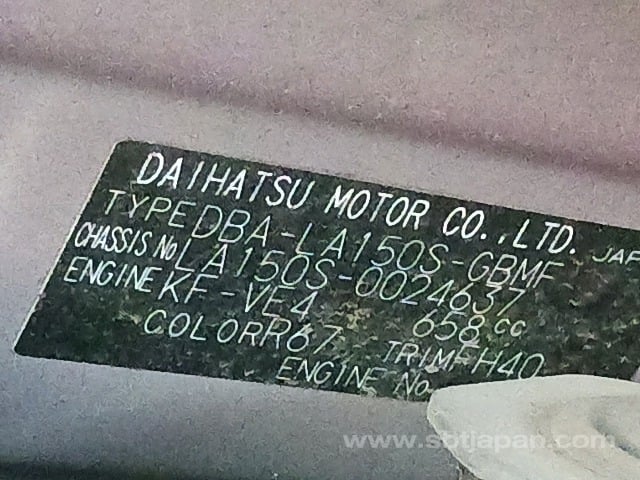 DAIHATSU MOTOR CO.,LTD. JAP
TYPE DBA-LA150S-GBMF
CHASSIS No LA150S-0024637
ENGINE KF-VE4 658cc
COLOR R67 TRIM FH40
ENGINE No.
www.sbtjapan.com